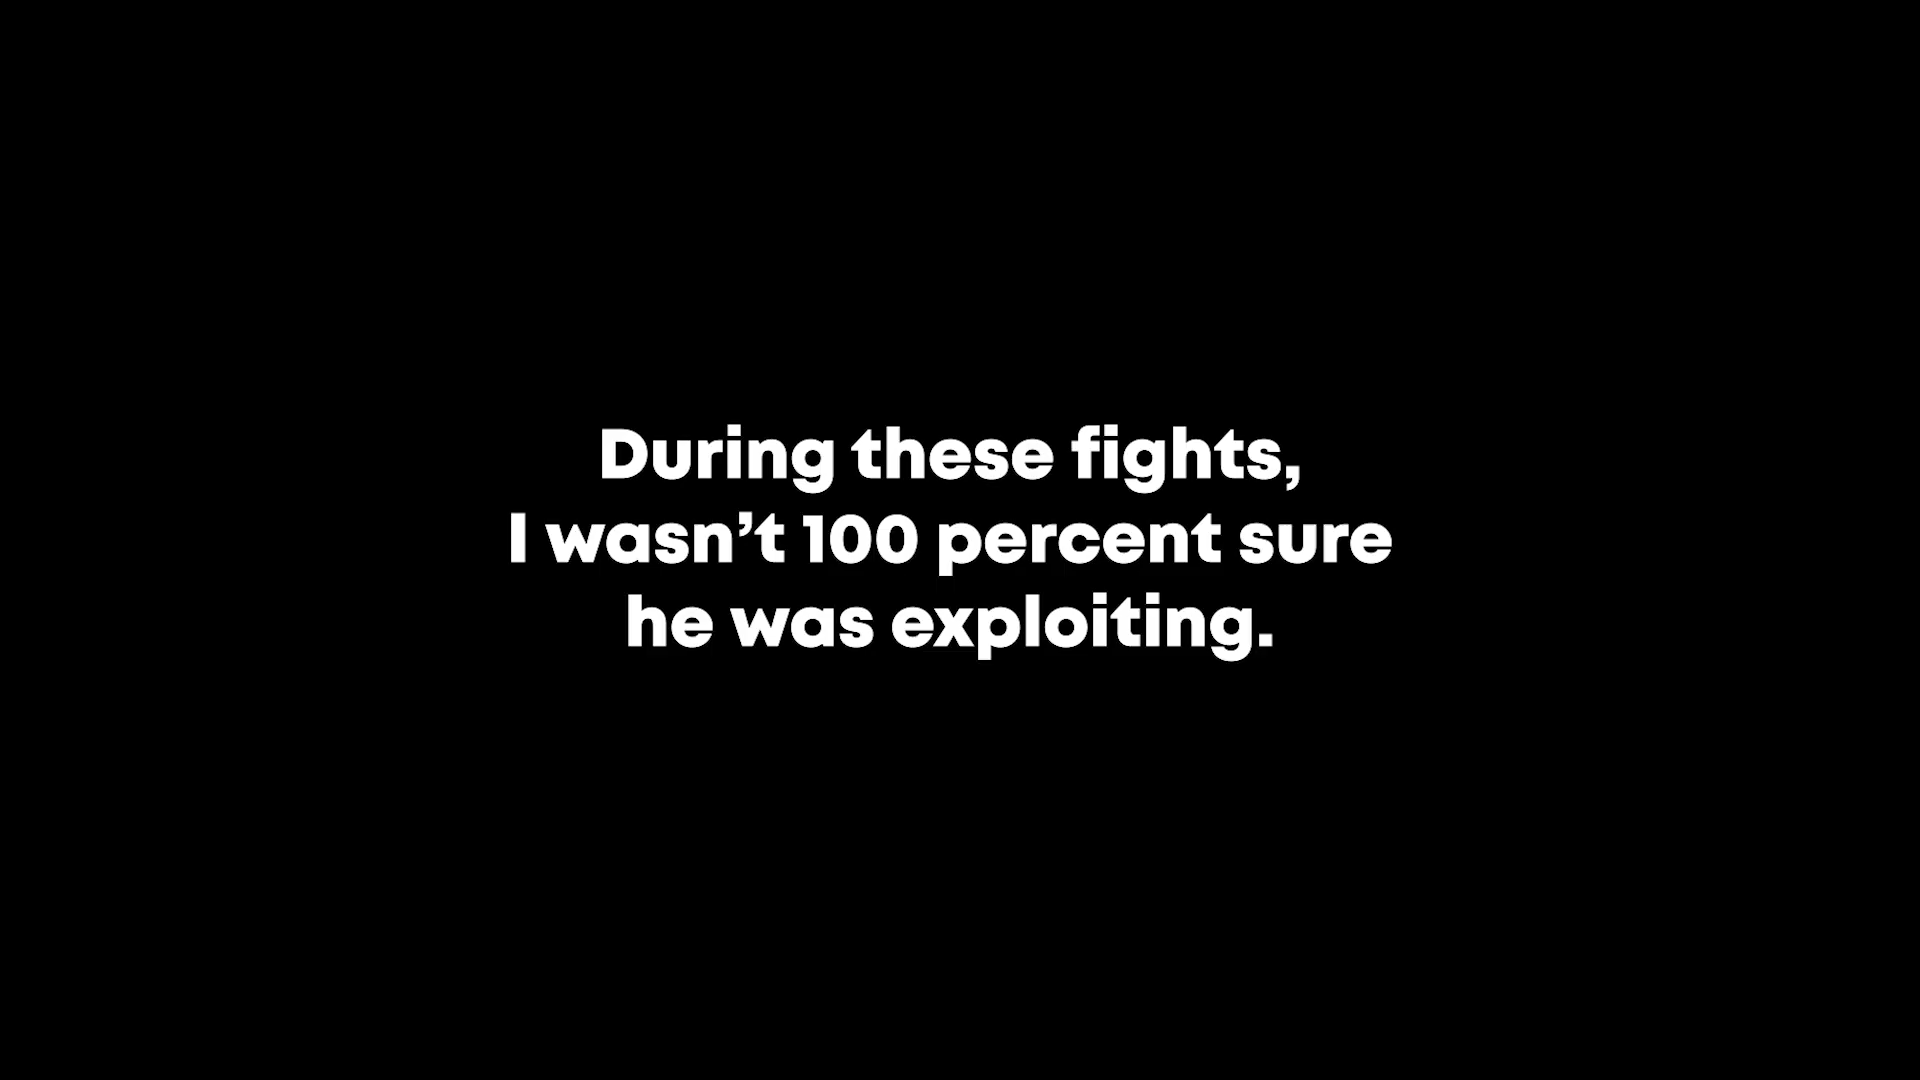 During these fights,
I wasn’t 100 percent sure
he was exploiting.